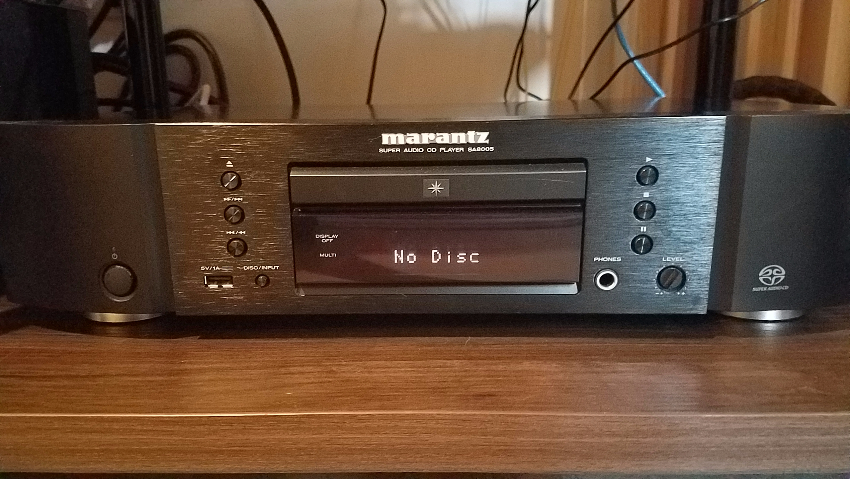 marantz
SUPER AUDIO CD PLAYER SA8005
DISPLAY
OFF
MULTI
No Disc
5V/1A
DISC/INPUT
PHONES
LEVEL
SUPER AUDIO CD